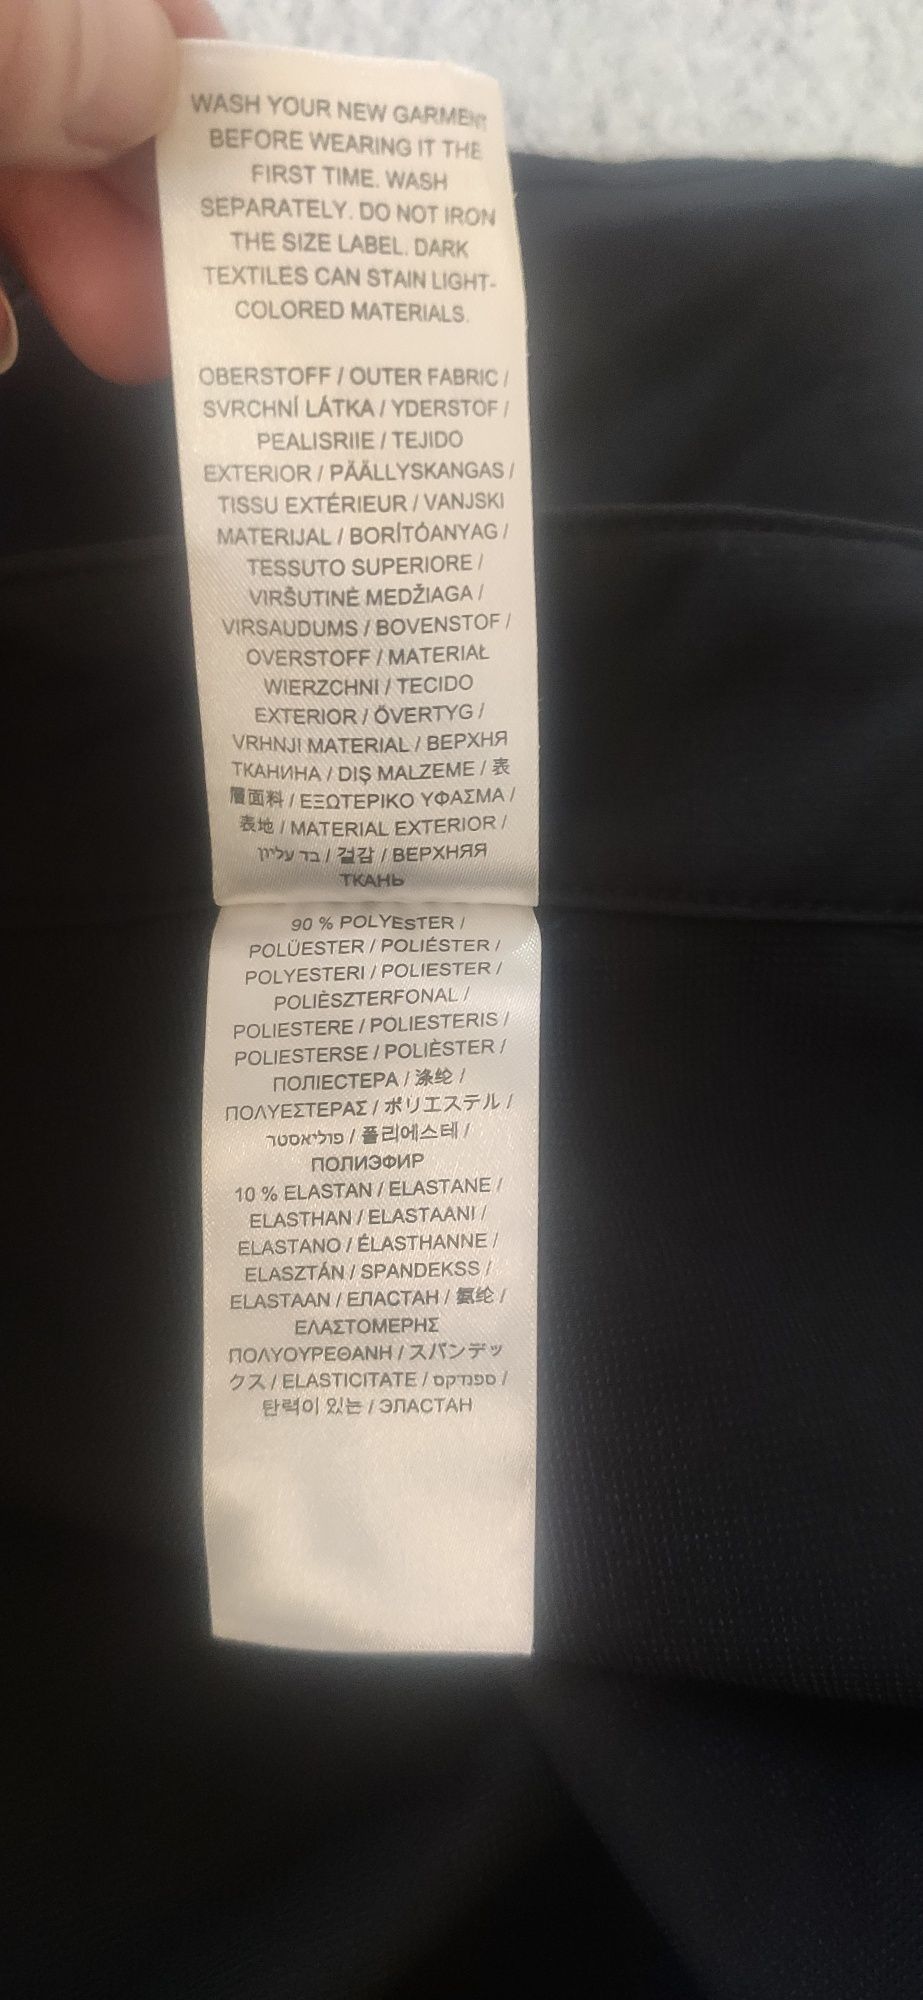 WASH YOUR NEW GARMENT
BEFORE WEARING IT THE
FIRST TIME. WASH
SEPARATELY. DO NOT IRON
THE SIZE LABEL. DARK
TEXTILES CAN STAIN LIGHT-
COLORED MATERIALS.
OBERSTOFF / OUTER FABRIC /
SVRCHNÍ LÁTKA / YDERSTOF /
PEALISRIIE / TEJIDO
EXTERIOR / PÄÄLLYSKANGAS /
TISSU EXTÉRIEUR / VANJSKI
MATERIJAL / BORÍTÓANYAG /
TESSUTO SUPERIORE /
VIRŠUTINĖ MEDŽIAGA /
VIRSAUDUMS / BOVENSTOF /
OVERSTOFF / MATERIAŁ
WIERZCHNI / TECIDO
EXTERIOR / ÖVERTYG /
VRHNJI MATERIAL / ВЕРХНЯ
ТКАНИНА / DIŞ MALZEME / 表
層面料 / ΕΞΩΤΕΡΙΚΟ ΥΦΑΣΜΑ /
表地 / MATERIAL EXTERIOR /
בד עליון / 겉감 / ВЕРХНЯЯ
ТКАНЬ
90 % POLYESTER /
POLÜESTER / POLIÉSTER /
POLYESTERI / POLIESTER /
POLIÈSZTERFONAL /
POLIESTERE / POLIESTERIS /
POLIESTERSE / POLIÈSTER /
ПОЛІЕСТЕРА / 涤纶 /
ΠΟΛΥΕΣΤΕΡΑΣ / ポリエステル /
פוליאסטר / 폴리에스테 /
ПОЛИЭФИР
10 % ELASTAN / ELASTANE /
ELASTHAN / ELASTAANI /
ELASTANO / ÉLASTHANNE /
ELASZTÁN / SPANDEKSS /
ELASTAAN / ЕЛАСТАН / 氨纶 /
ΕΛΑΣΤΟΜΕΡΗΣ
ΠΟΛΥΟΥΡΕΘΑΝΗ / スパンデッ
クス / ELASTICITATE / ספנדקס /
탄력이 있는 / ЭЛАСТАН